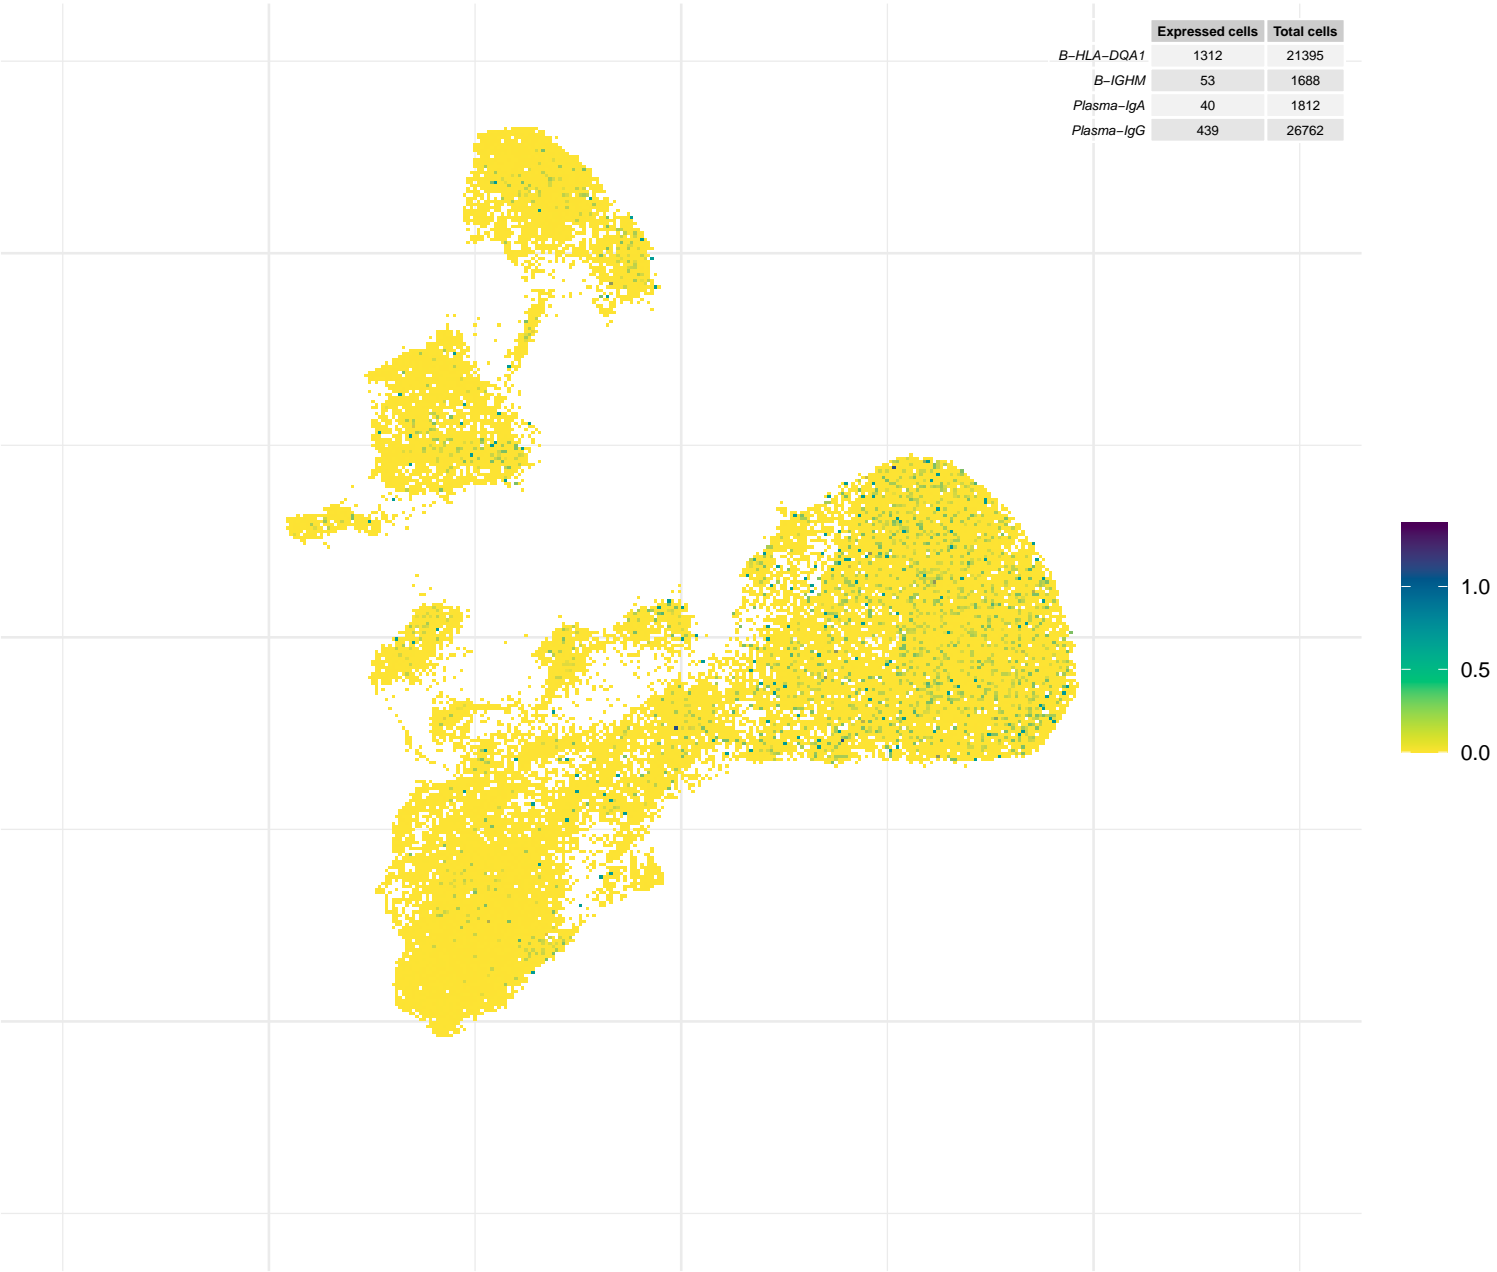 Expressed cells Total cells
B−HLA−DQA1 1312 21395
B−IGHM 53 1688
Plasma−IgA 40 1812
Plasma−IgG 439 26762
1.0
0.5
0.0